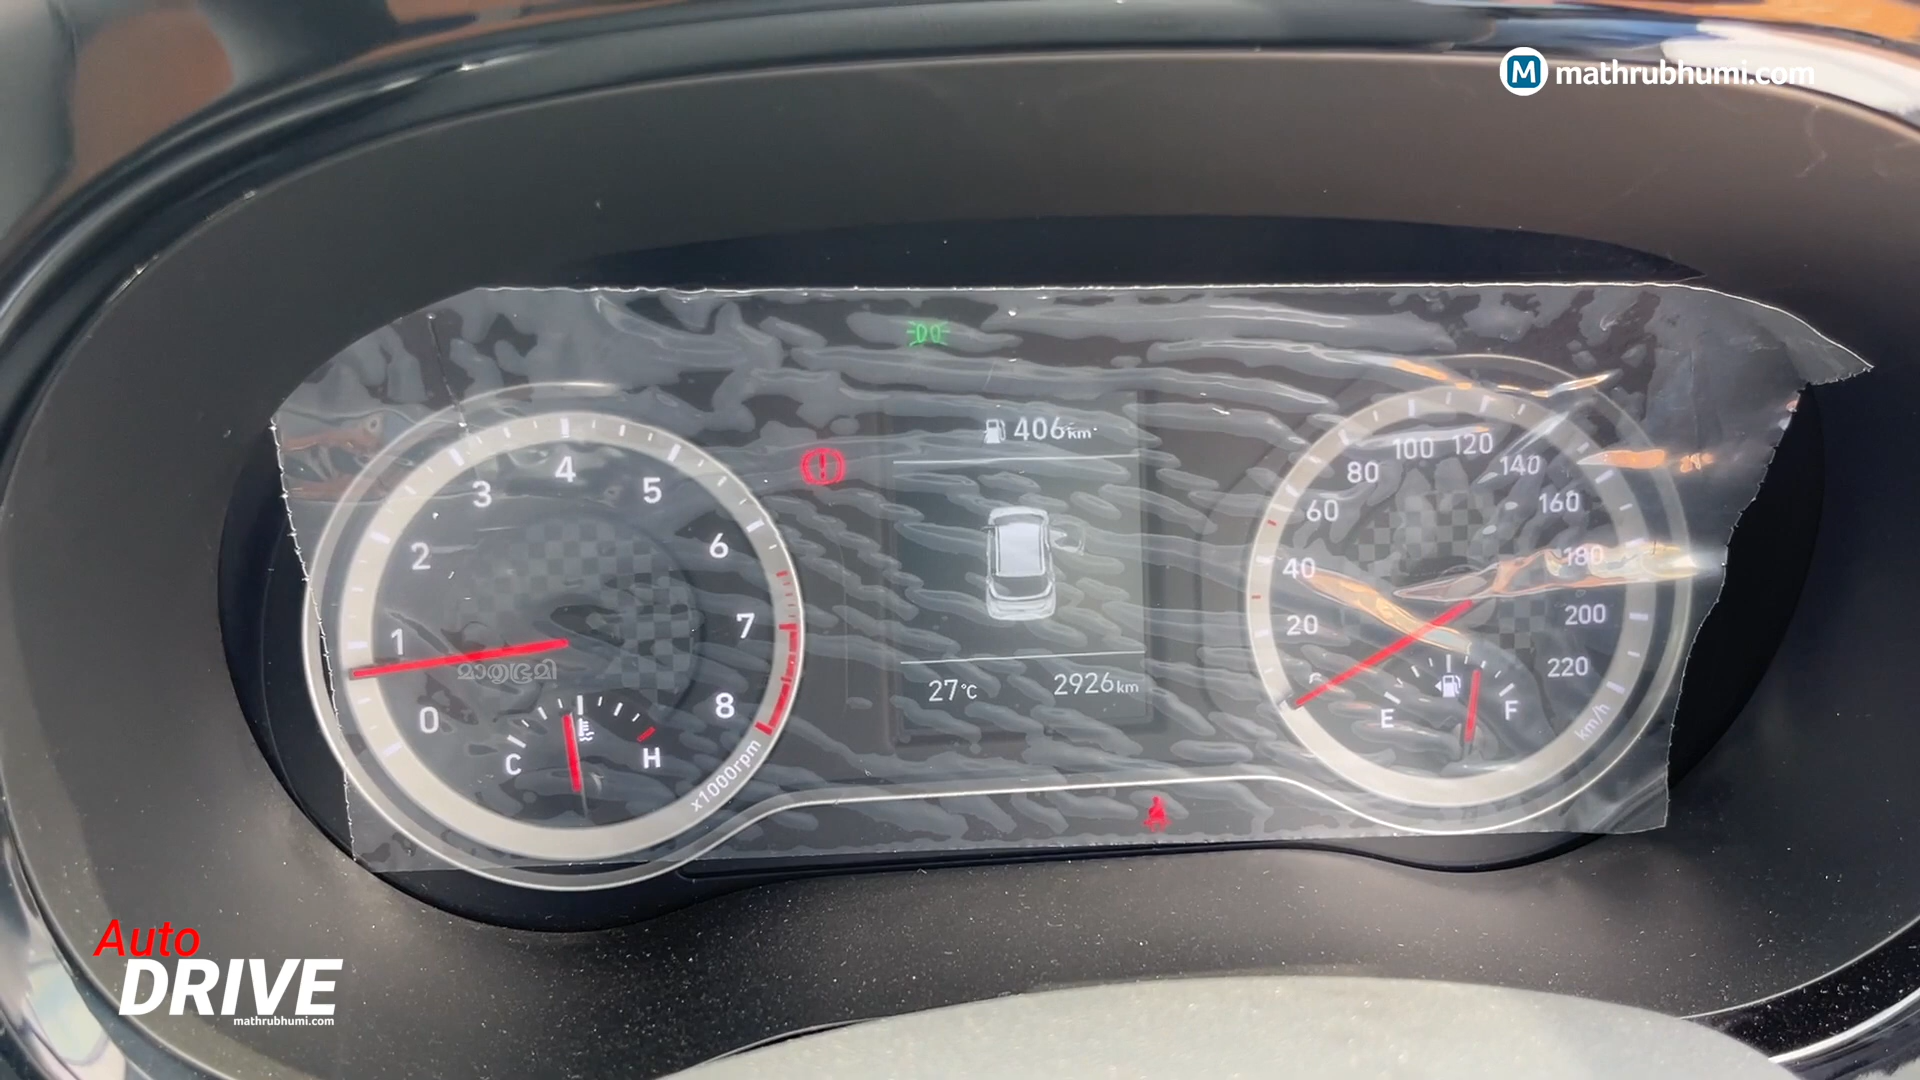 M mathrubhumi.com
406km
4
3
5
2
6
1
7
0
8
മാതൃഭൂമി
C
H
x1000rpm
27°C
2926km
100
120
80
140
60
160
40
180
20
200
220
E
F
km/h
Auto
DRIVE
mathrubhumi.com